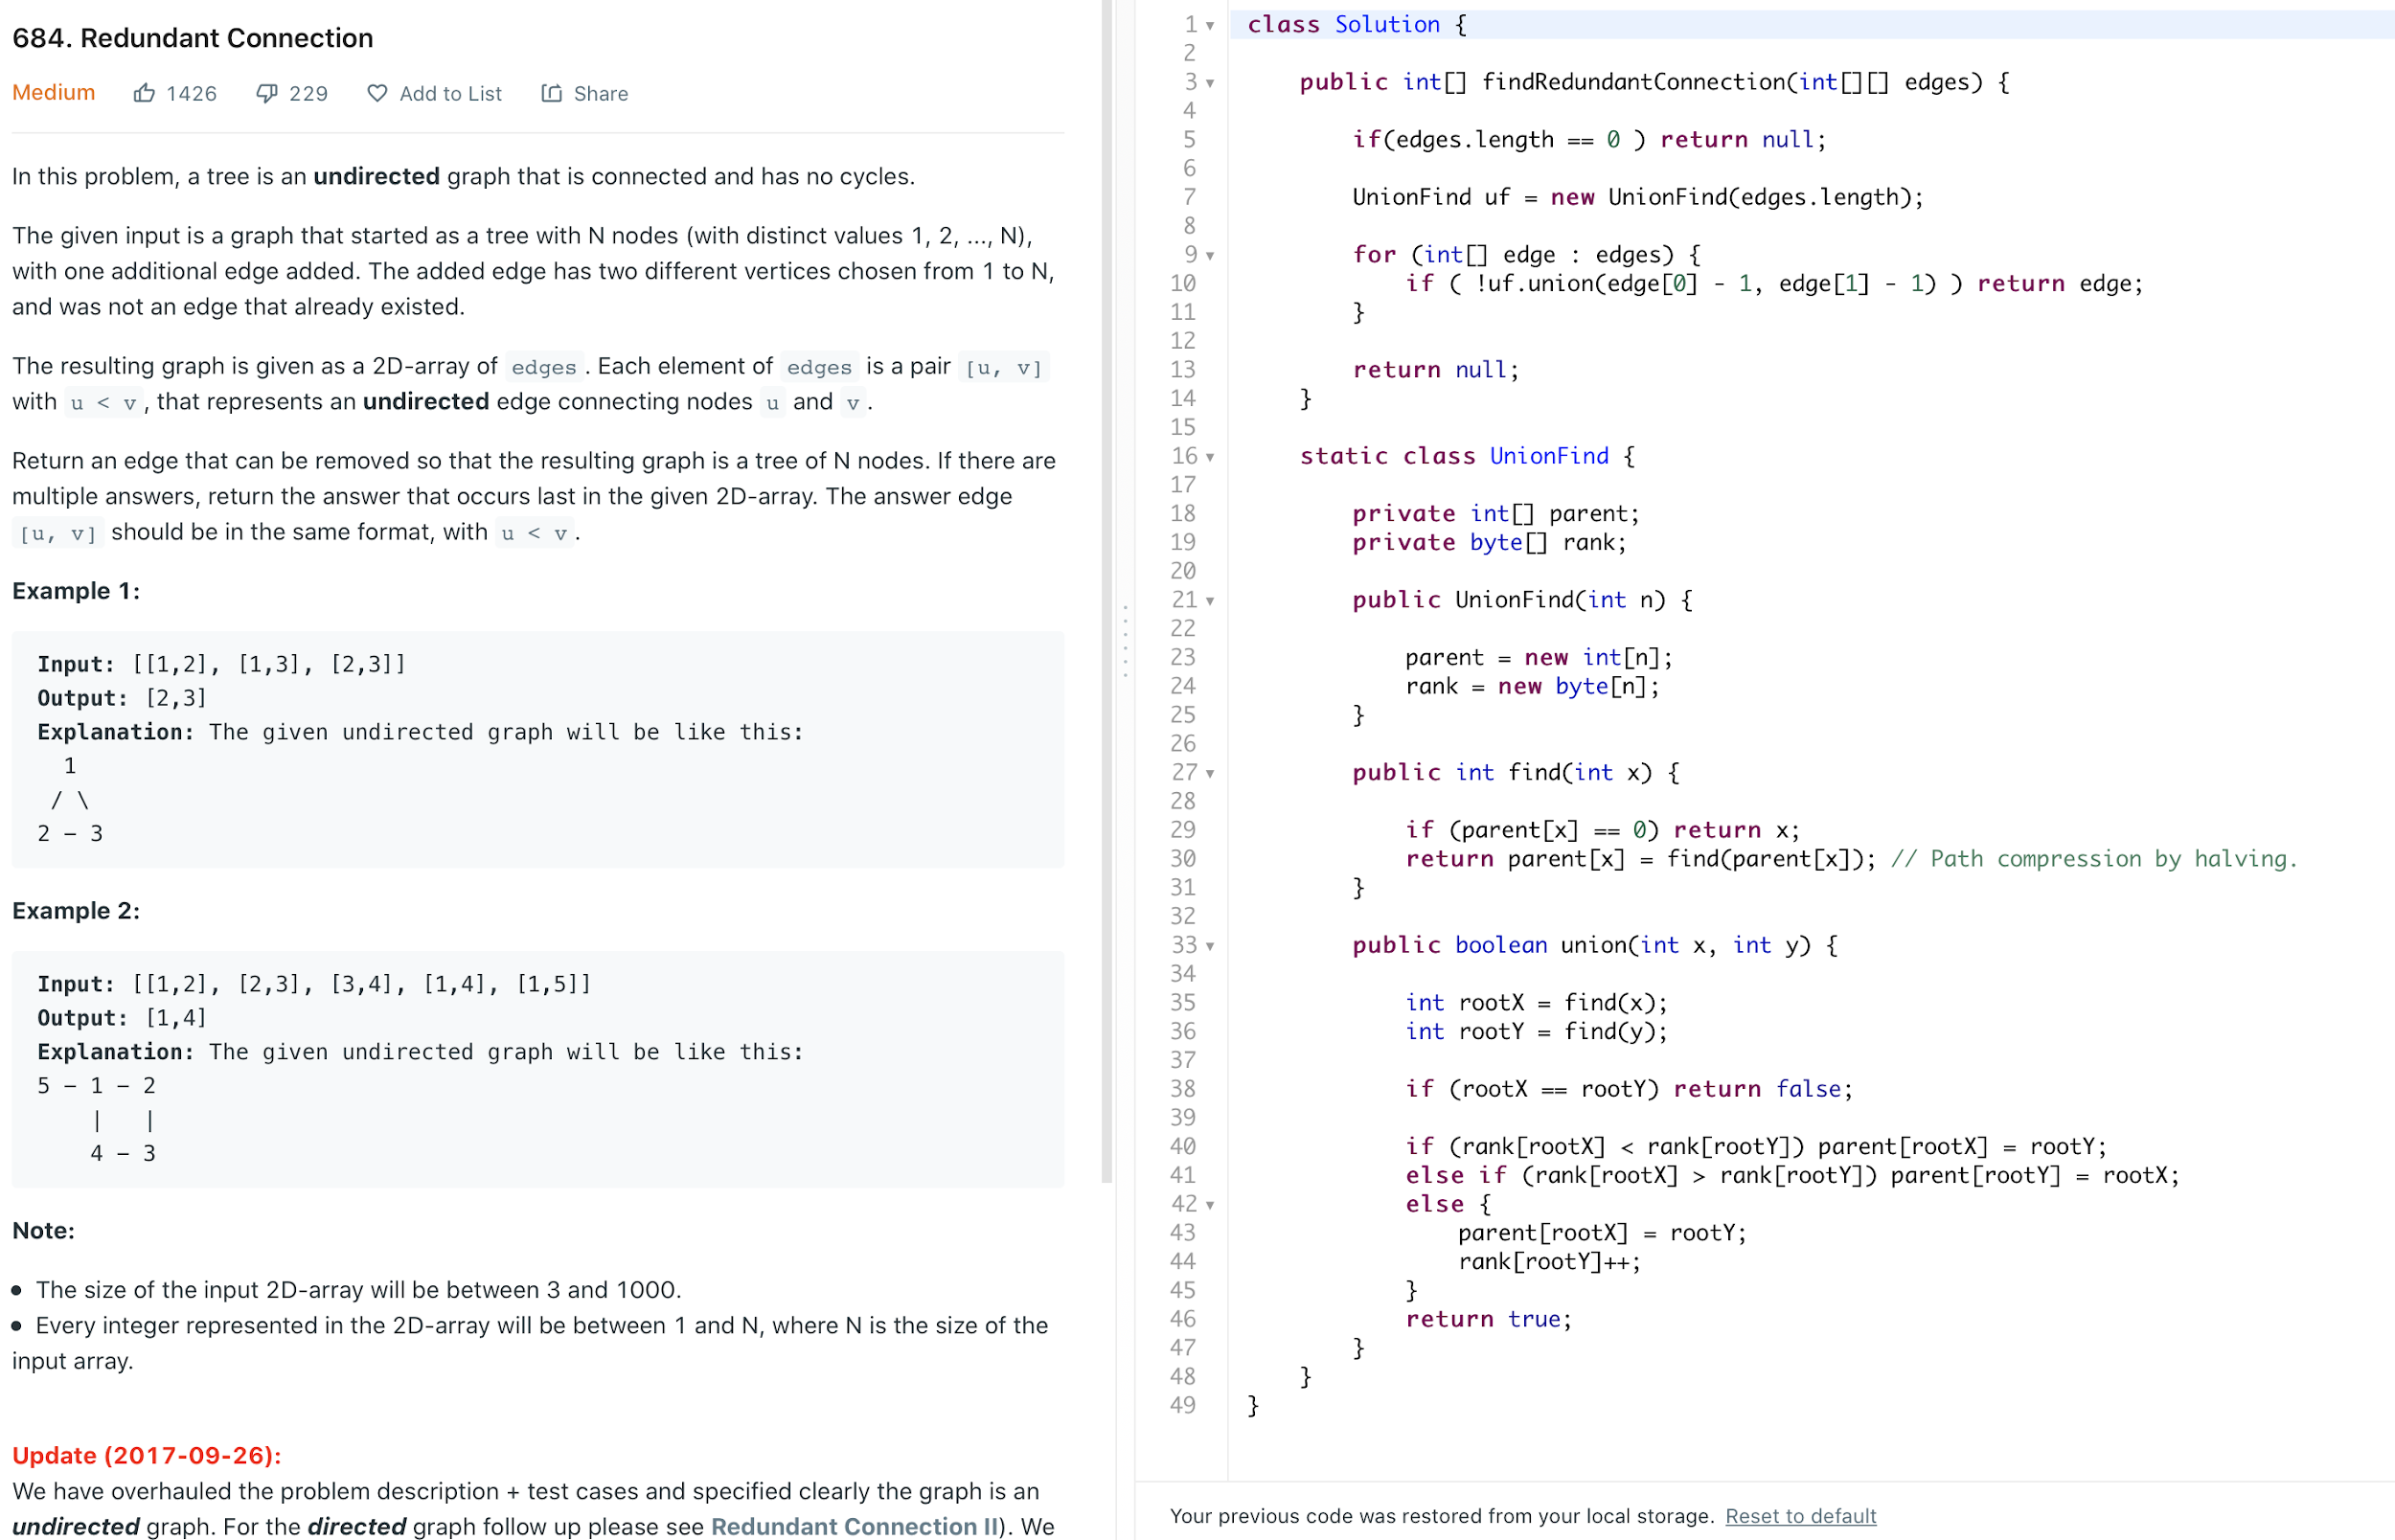 684. Redundant Connection
Medium 1426 229 Add to List Share
In this problem, a tree is an undirected graph that is connected and has no cycles.
The given input is a graph that started as a tree with N nodes (with distinct values 1, 2, ..., N),
with one additional edge added. The added edge has two different vertices chosen from 1 to N,
and was not an edge that already existed.
The resulting graph is given as a 2D-array of edges . Each element of edges is a pair [u, v]
with u < v , that represents an undirected edge connecting nodes u and v .
Return an edge that can be removed so that the resulting graph is a tree of N nodes. If there are
multiple answers, return the answer that occurs last in the given 2D-array. The answer edge
[u, v] should be in the same format, with u < v .
Example 1:
Input: [[1,2], [1,3], [2,3]]
Output: [2,3]
Explanation: The given undirected graph will be like this:
  1
 / \
2 - 3
Example 2:
Input: [[1,2], [2,3], [3,4], [1,4], [1,5]]
Output: [1,4]
Explanation: The given undirected graph will be like this:
5 - 1 - 2
    |   |
    4 - 3
Note:
• The size of the input 2D-array will be between 3 and 1000.
• Every integer represented in the 2D-array will be between 1 and N, where N is the size of the
input array.
Update (2017-09-26):
We have overhauled the problem description + test cases and specified clearly the graph is an
undirected graph. For the directed graph follow up please see Redundant Connection II). We
1 class Solution {
2
3     public int[] findRedundantConnection(int[][] edges) {
4
5         if(edges.length == 0 ) return null;
6
7         UnionFind uf = new UnionFind(edges.length);
8
9         for (int[] edge : edges) {
10             if ( !uf.union(edge[0] - 1, edge[1] - 1) ) return edge;
11         }
12
13         return null;
14     }
15
16     static class UnionFind {
17
18         private int[] parent;
19         private byte[] rank;
20
21         public UnionFind(int n) {
22
23             parent = new int[n];
24             rank = new byte[n];
25         }
26
27         public int find(int x) {
28
29             if (parent[x] == 0) return x;
30             return parent[x] = find(parent[x]); // Path compression by halving.
31         }
32
33         public boolean union(int x, int y) {
34
35             int rootX = find(x);
36             int rootY = find(y);
37
38             if (rootX == rootY) return false;
39
40             if (rank[rootX] < rank[rootY]) parent[rootX] = rootY;
41             else if (rank[rootX] > rank[rootY]) parent[rootY] = rootX;
42             else {
43                 parent[rootX] = rootY;
44                 rank[rootY]++;
45             }
46             return true;
47         }
48     }
49 }
Your previous code was restored from your local storage. Reset to default